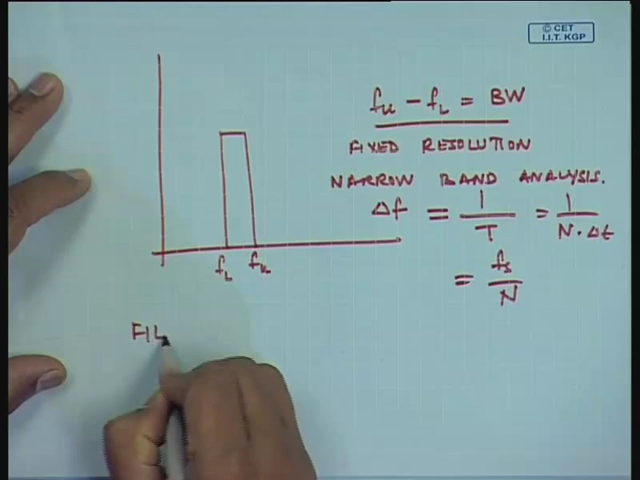 © CET
I.I.T. KGP
fu - fL = BW
FIXED RESOLUTION
NARROW BAND ANALYSIS.
Δf = 1/T = 1/N·Δt
= fs/N
fL fu
FIL